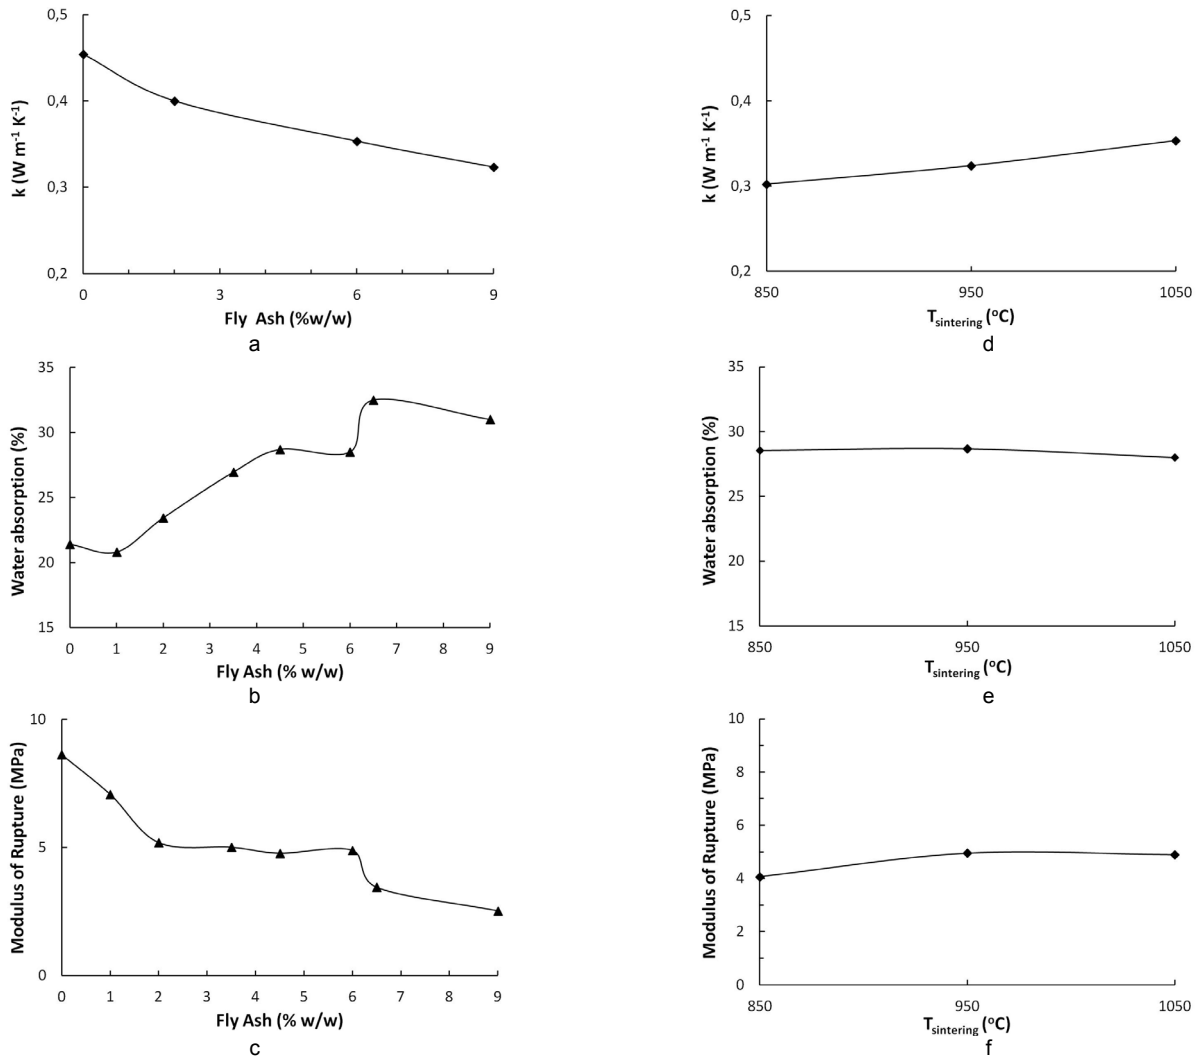 k (W m⁻¹ K⁻¹)
0,5
0,4
0,3
0,2
0 3 6 9
Fly Ash (%w/w)
a
k (W m⁻¹ K⁻¹)
0,5
0,4
0,3
0,2
850 950 1050
Tsintering (°C)
d
Water absorption (%)
35
30
25
20
15
0 1 2 3 4 5 6 7 8 9
Fly Ash (% w/w)
b
Water absorption (%)
35
30
25
20
15
850 950 1050
Tsintering (°C)
e
Modulus of Rupture (MPa)
10
5
0
0 1 2 3 4 5 6 7 8 9
Fly Ash (% w/w)
c
Modulus of Rupture (MPa)
10
8
6
4
2
0
850 950 1050
Tsintering (°C)
f